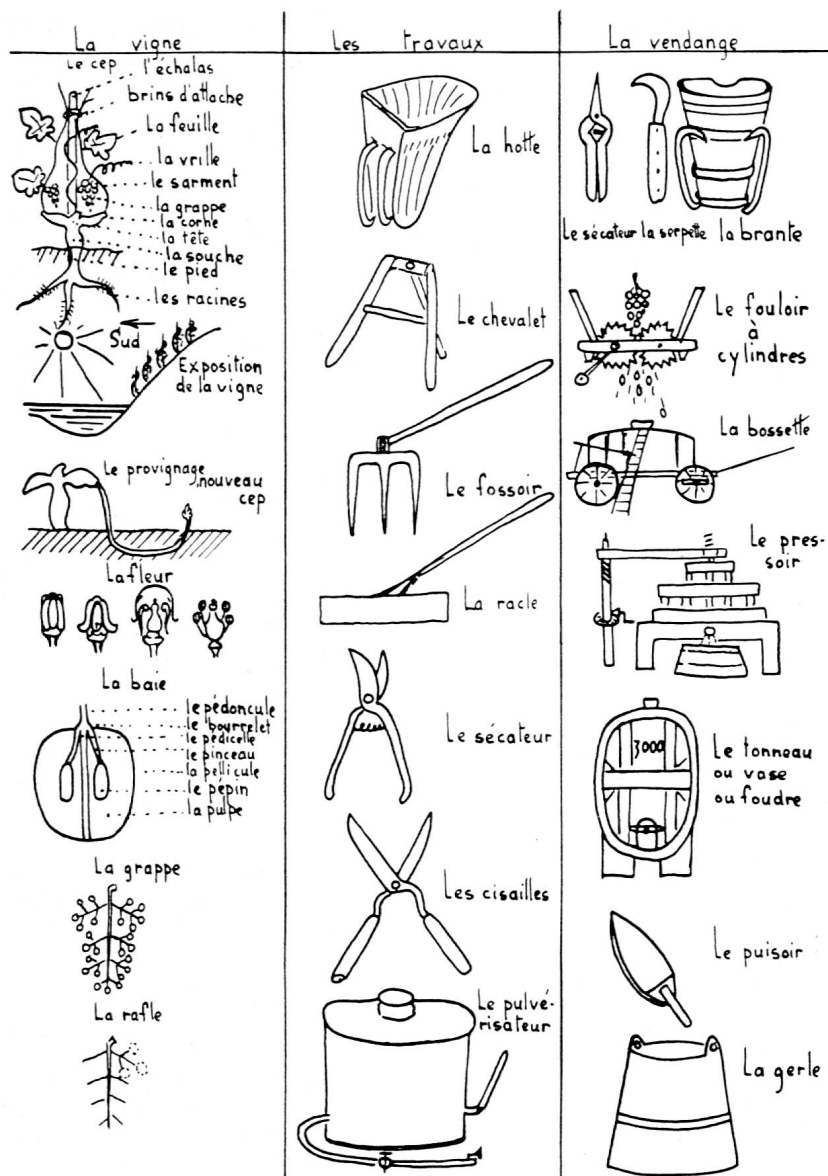 La vigne
Le cep
l'échalas
brins d'attache
La feuille
la vrille
le sarment
la grappe
la corne
la tête
la souche
le pied
les racines
Sud
Exposition
de la vigne
Le provignage
nouveau
cep
La fleur
La baie
le pédoncule
le bourrelet
le pédicelle
le pinceau
la pellicule
le pépin
la pulpe
La grappe
La rafle
Les travaux
La hotte
Le chevalet
Le fossoir
La racle
Le sécateur
Les cisailles
Le pulvé-
risateur
La vendange
Le sécateur la serpette la brante
Le fouloir
à
cylindres
La bossette
Le pres-
soir
3000
Le tonneau
ou vase
ou foudre
Le puisoir
La gerle